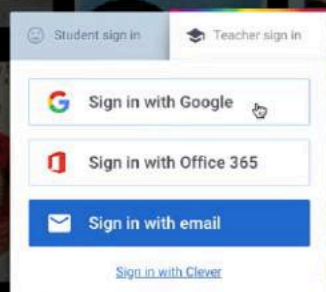 Student sign in
Teacher sign in
Sign in with Google
Sign in with Office 365
Sign in with email
Sign in with Clever